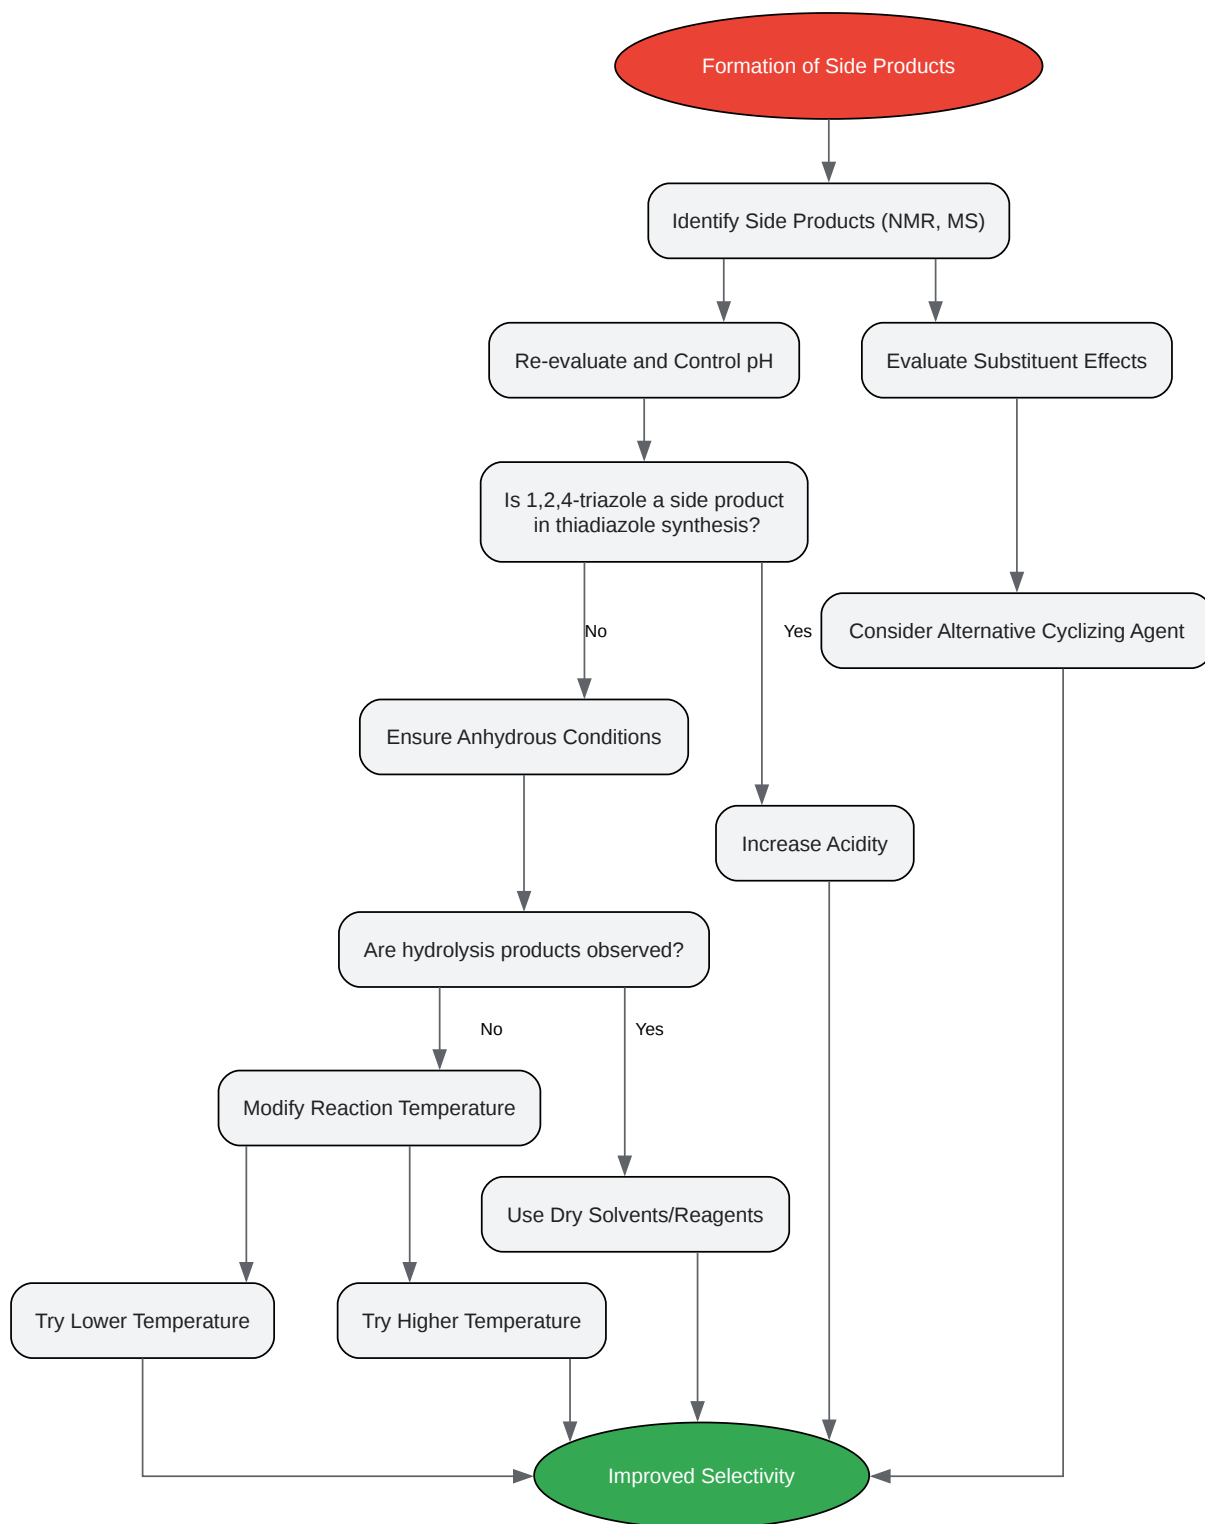 Formation of Side Products
Identify Side Products (NMR, MS)
Re-evaluate and Control pH
Evaluate Substituent Effects
Is 1,2,4-triazole a side product
in thiadiazole synthesis?
No
Yes
Consider Alternative Cyclizing Agent
Ensure Anhydrous Conditions
Increase Acidity
Are hydrolysis products observed?
No
Yes
Modify Reaction Temperature
Use Dry Solvents/Reagents
Try Lower Temperature
Try Higher Temperature
Improved Selectivity